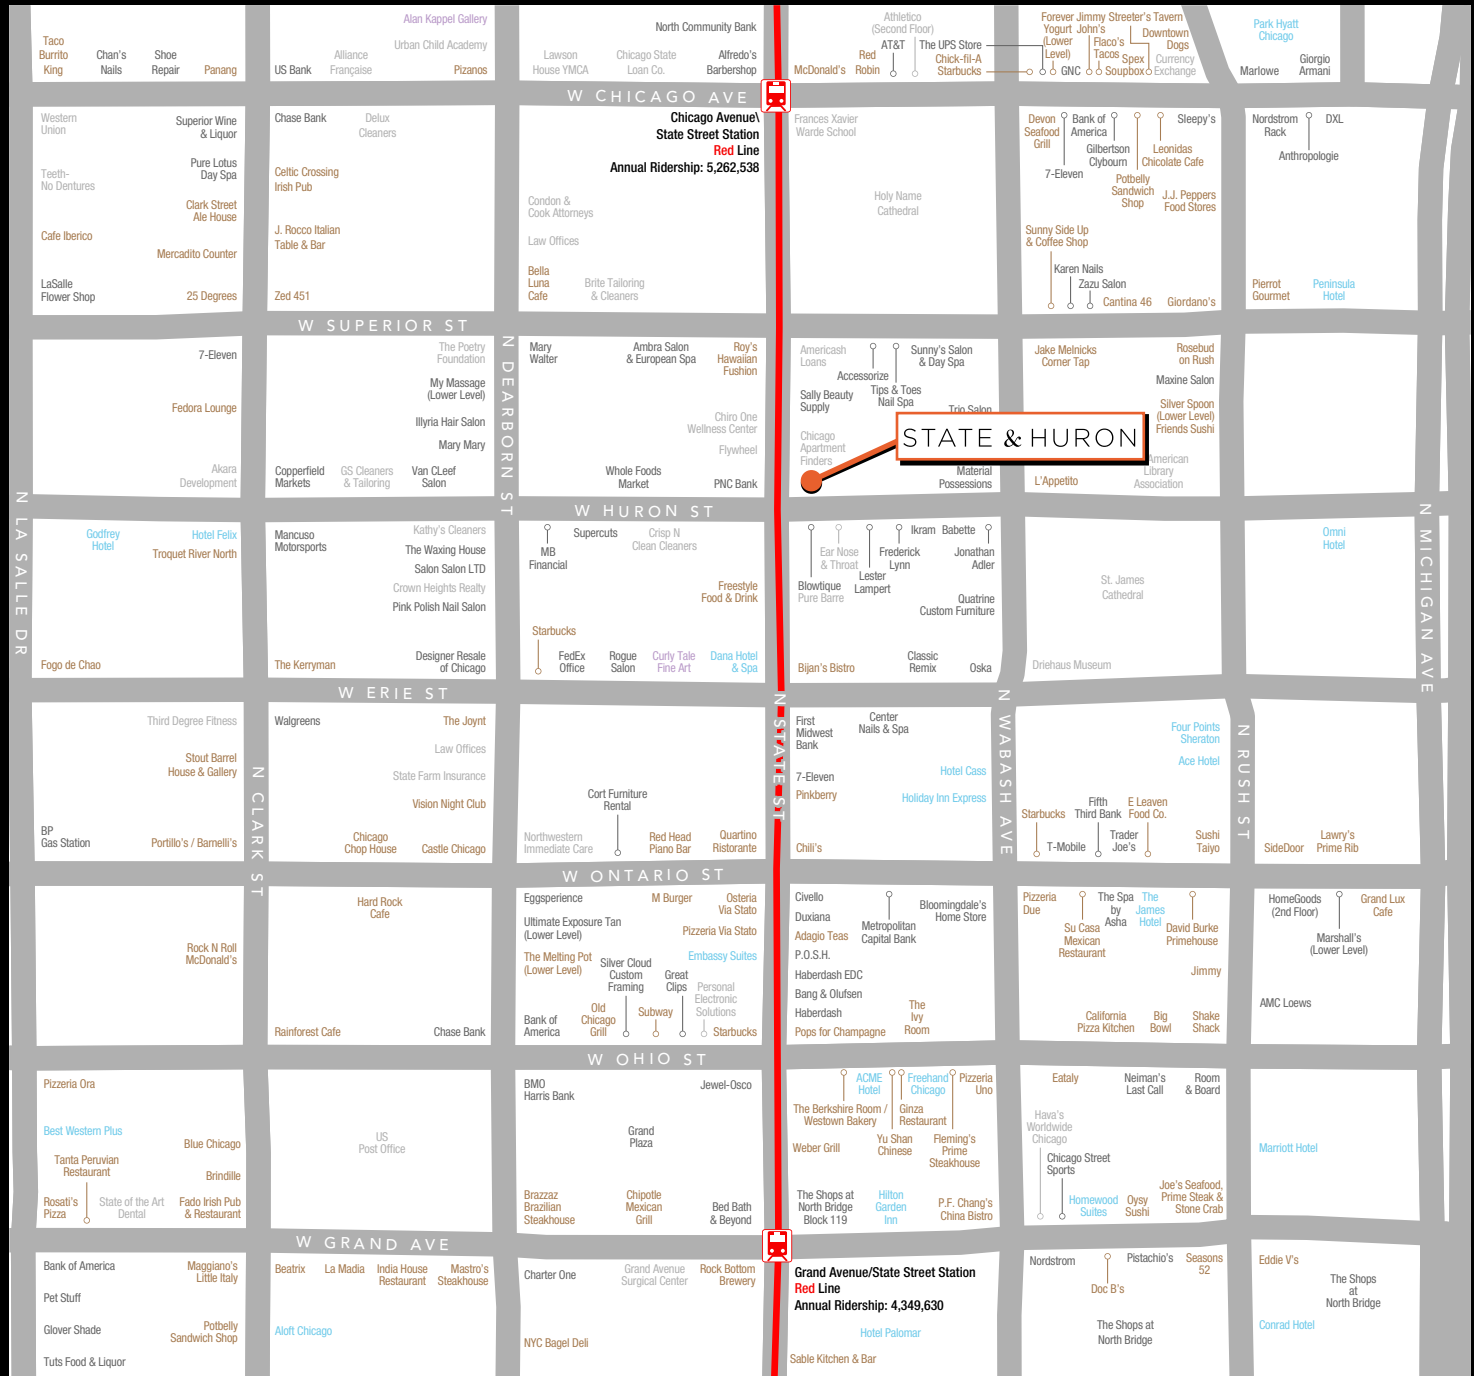 Alan Kappel Gallery
Taco
Burrito
King
Chan's
Nails
Shoe
Repair
Panang
US Bank
Alliance
Française
Urban Child Academy
Pizanos
North Community Bank
Lawson
House YMCA
Chicago State
Loan Co.
Alfredo's
Barbershop
McDonald's
Red
Robin
Athletico
(Second Floor)
AT&T
The UPS Store
Chick-fil-A
Starbucks
Forever
Yogurt
(Lower
Level)
GNC
Jimmy
John's
Flaco's
Tacos
Streeter's Tavern
Spex
Soupbox
Downtown
Dogs
Currency
Exchange
Park Hyatt
Chicago
Marlowe
Giorgio
Armani
W CHICAGO AVE
Western
Union
Superior Wine
& Liquor
Teeth-
No Dentures
Pure Lotus
Day Spa
Clark Street
Ale House
Cafe Iberico
Mercadito Counter
LaSalle
Flower Shop
25 Degrees
Chase Bank
Delux
Cleaners
Celtic Crossing
Irish Pub
J. Rocco Italian
Table & Bar
Zed 451
Chicago Avenue\
State Street Station
Red Line
Annual Ridership: 5,262,538
Condon &
Cook Attorneys
Law Offices
Bella
Luna
Cafe
Brite Tailoring
& Cleaners
Frances Xavier
Warde School
Holy Name
Cathedral
Devon
Seafood
Grill
7-Eleven
Bank of
America
Gilbertson
Clybourn
Sleepy's
Leonidas
Chicolate Cafe
Potbelly
Sandwich
Shop
J.J. Peppers
Food Stores
Sunny Side Up
& Coffee Shop
Karen Nails
Zazu Salon
Cantina 46
Giordano's
Nordstrom
Rack
DXL
Anthropologie
Pierrot
Gourmet
Peninsula
Hotel
W SUPERIOR ST
7-Eleven
Fedora Lounge
Akara
Development
The Poetry
Foundation
My Massage
(Lower Level)
Illyria Hair Salon
Mary Mary
Copperfield
Markets
GS Cleaners
& Tailoring
Van CLeef
Salon
N DEARBORN ST
Mary
Walter
Ambra Salon
& European Spa
Roy's
Hawaiian
Fushion
Chiro One
Wellness Center
Flywheel
Whole Foods
Market
PNC Bank
Americash
Loans
Accessorize
Sunny's Salon
& Day Spa
Sally Beauty
Supply
Tips & Toes
Nail Spa
Trio Salon
Chicago
Apartment
Finders
STATE & HURON
Material
Possessions
Jake Melnicks
Corner Tap
Rosebud
on Rush
Maxine Salon
Silver Spoon
(Lower Level)
Friends Sushi
L'Appetito
American
Library
Association
N LA SALLE DR
W HURON ST
N MICHIGAN AVE
Godfrey
Hotel
Hotel Felix
Troquet River North
Fogo de Chao
Mancuso
Motorsports
Kathy's Cleaners
The Waxing House
Salon Salon LTD
Crown Heights Realty
Pink Polish Nail Salon
The Kerryman
Designer Resale
of Chicago
MB
Financial
Supercuts
Crisp N
Clean Cleaners
Freestyle
Food & Drink
Starbucks
FedEx
Office
Rogue
Salon
Curly Tale
Fine Art
Dana Hotel
& Spa
Blowtique
Pure Barre
Ear Nose
& Throat
Lester
Lampert
Frederick
Lynn
Ikram
Babette
Jonathan
Adler
Quatrine
Custom Furniture
Bijan's Bistro
Classic
Remix
Oska
St. James
Cathedral
Driehaus Museum
Omni
Hotel
W ERIE ST
N STATE ST
N WABASH AVE
N RUSH ST
N CLARK ST
Third Degree Fitness
Stout Barrel
House & Gallery
BP
Gas Station
Portillo's / Barnelli's
Walgreens
The Joynt
Law Offices
State Farm Insurance
Vision Night Club
Chicago
Chop House
Castle Chicago
Cort Furniture
Rental
Northwestern
Immediate Care
Red Head
Piano Bar
Quartino
Ristorante
First
Midwest
Bank
Center
Nails & Spa
7-Eleven
Pinkberry
Hotel Cass
Holiday Inn Express
Chili's
Four Points
Sheraton
Ace Hotel
Starbucks
T-Mobile
Fifth
Third Bank
Trader
Joe's
E Leaven
Food Co.
Sushi
Taiyo
SideDoor
Lawry's
Prime Rib
W ONTARIO ST
Rock N Roll
McDonald's
Hard Rock
Cafe
Rainforest Cafe
Chase Bank
Eggsperience
M Burger
Osteria
Via Stato
Ultimate Exposure Tan
(Lower Level)
Pizzeria Via Stato
The Melting Pot
(Lower Level)
Silver Cloud
Custom
Framing
Great
Clips
Embassy Suites
Personal
Electronic
Solutions
Bank of
America
Old
Chicago
Grill
Subway
Starbucks
Civello
Duxiana
Adagio Teas
P.O.S.H.
Haberdash EDC
Bang & Olufsen
Haberdash
Pops for Champagne
Metropolitan
Capital Bank
Bloomingdale's
Home Store
The
Ivy
Room
Pizzeria
Due
Su Casa
Mexican
Restaurant
The Spa
by
Asha
The
James
Hotel
David Burke
Primehouse
Jimmy
California
Pizza Kitchen
Big
Bowl
Shake
Shack
HomeGoods
(2nd Floor)
Marshall's
(Lower Level)
Grand Lux
Cafe
AMC Loews
W OHIO ST
Pizzeria Ora
Best Western Plus
Blue Chicago
Tanta Peruvian
Restaurant
Brindille
Rosati's
Pizza
State of the Art
Dental
Fado Irish Pub
& Restaurant
US
Post Office
BMO
Harris Bank
Jewel-Osco
Grand
Plaza
Brazzaz
Brazilian
Steakhouse
Chipotle
Mexican
Grill
Bed Bath
& Beyond
ACME
Hotel
Freehand
Chicago
Pizzeria
Uno
The Berkshire Room /
Westown Bakery
Ginza
Restaurant
Weber Grill
Yu Shan
Chinese
Fleming's
Prime
Steakhouse
The Shops at
North Bridge
Block 119
Hilton
Garden
Inn
P.F. Chang's
China Bistro
Eataly
Neiman's
Last Call
Room
& Board
Hava's
Worldwide
Chicago
Chicago Street
Sports
Homewood
Suites
Oysy
Sushi
Joe's Seafood,
Prime Steak &
Stone Crab
Marriott Hotel
W GRAND AVE
Bank of America
Maggiano's
Little Italy
Pet Stuff
Glover Shade
Potbelly
Sandwich Shop
Tuts Food & Liquor
Beatrix
La Madia
India House
Restaurant
Mastro's
Steakhouse
Aloft Chicago
Charter One
Grand Avenue
Surgical Center
Rock Bottom
Brewery
NYC Bagel Deli
Grand Avenue/State Street Station
Red Line
Annual Ridership: 4,349,630
Hotel Palomar
Sable Kitchen & Bar
Nordstrom
Doc B's
Pistachio's
Seasons
52
The Shops at
North Bridge
Eddie V's
The Shops
at
North Bridge
Conrad Hotel